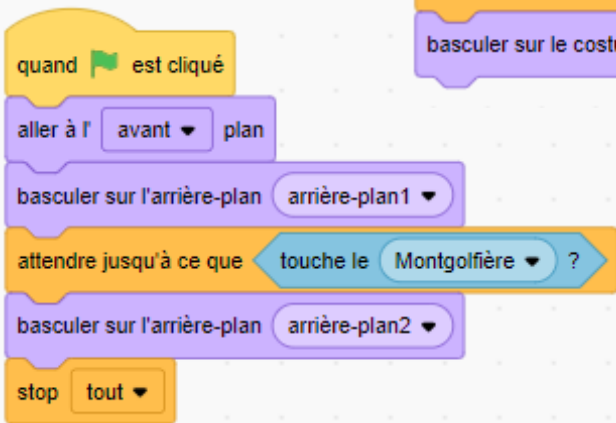 quand est cliqué
basculer sur le
aller à l' avant plan
basculer sur l'arrière-plan arrière-plan1
attendre jusqu'à ce que touche le Montgolfière ?
basculer sur l'arrière-plan arrière-plan2
stop tout